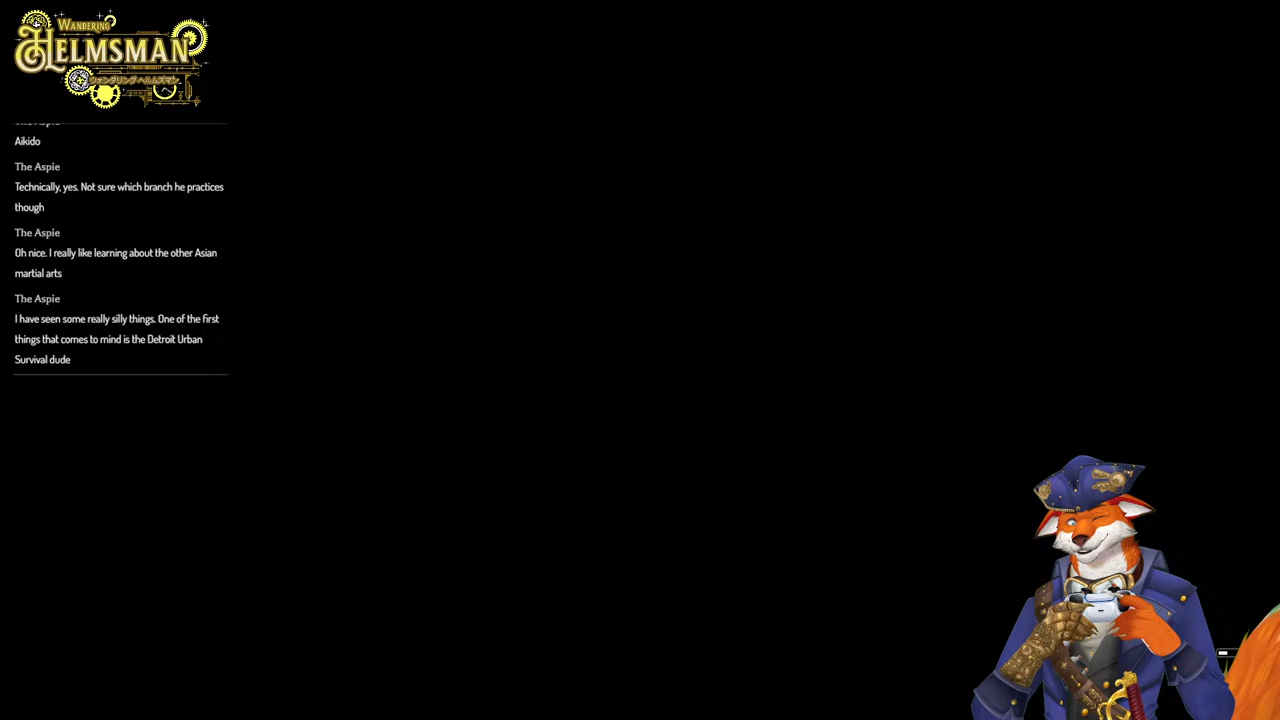 WANDERING
HELMSMAN
ワンダリング ヘルムズマン
The Aspie
Aikido
The Aspie
Technically, yes. Not sure which branch he practices
though
The Aspie
Oh nice. I really like learning about the other Asian
martial arts
The Aspie
I have seen some really silly things. One of the first
things that comes to mind is the Detroit Urban
Survival dude